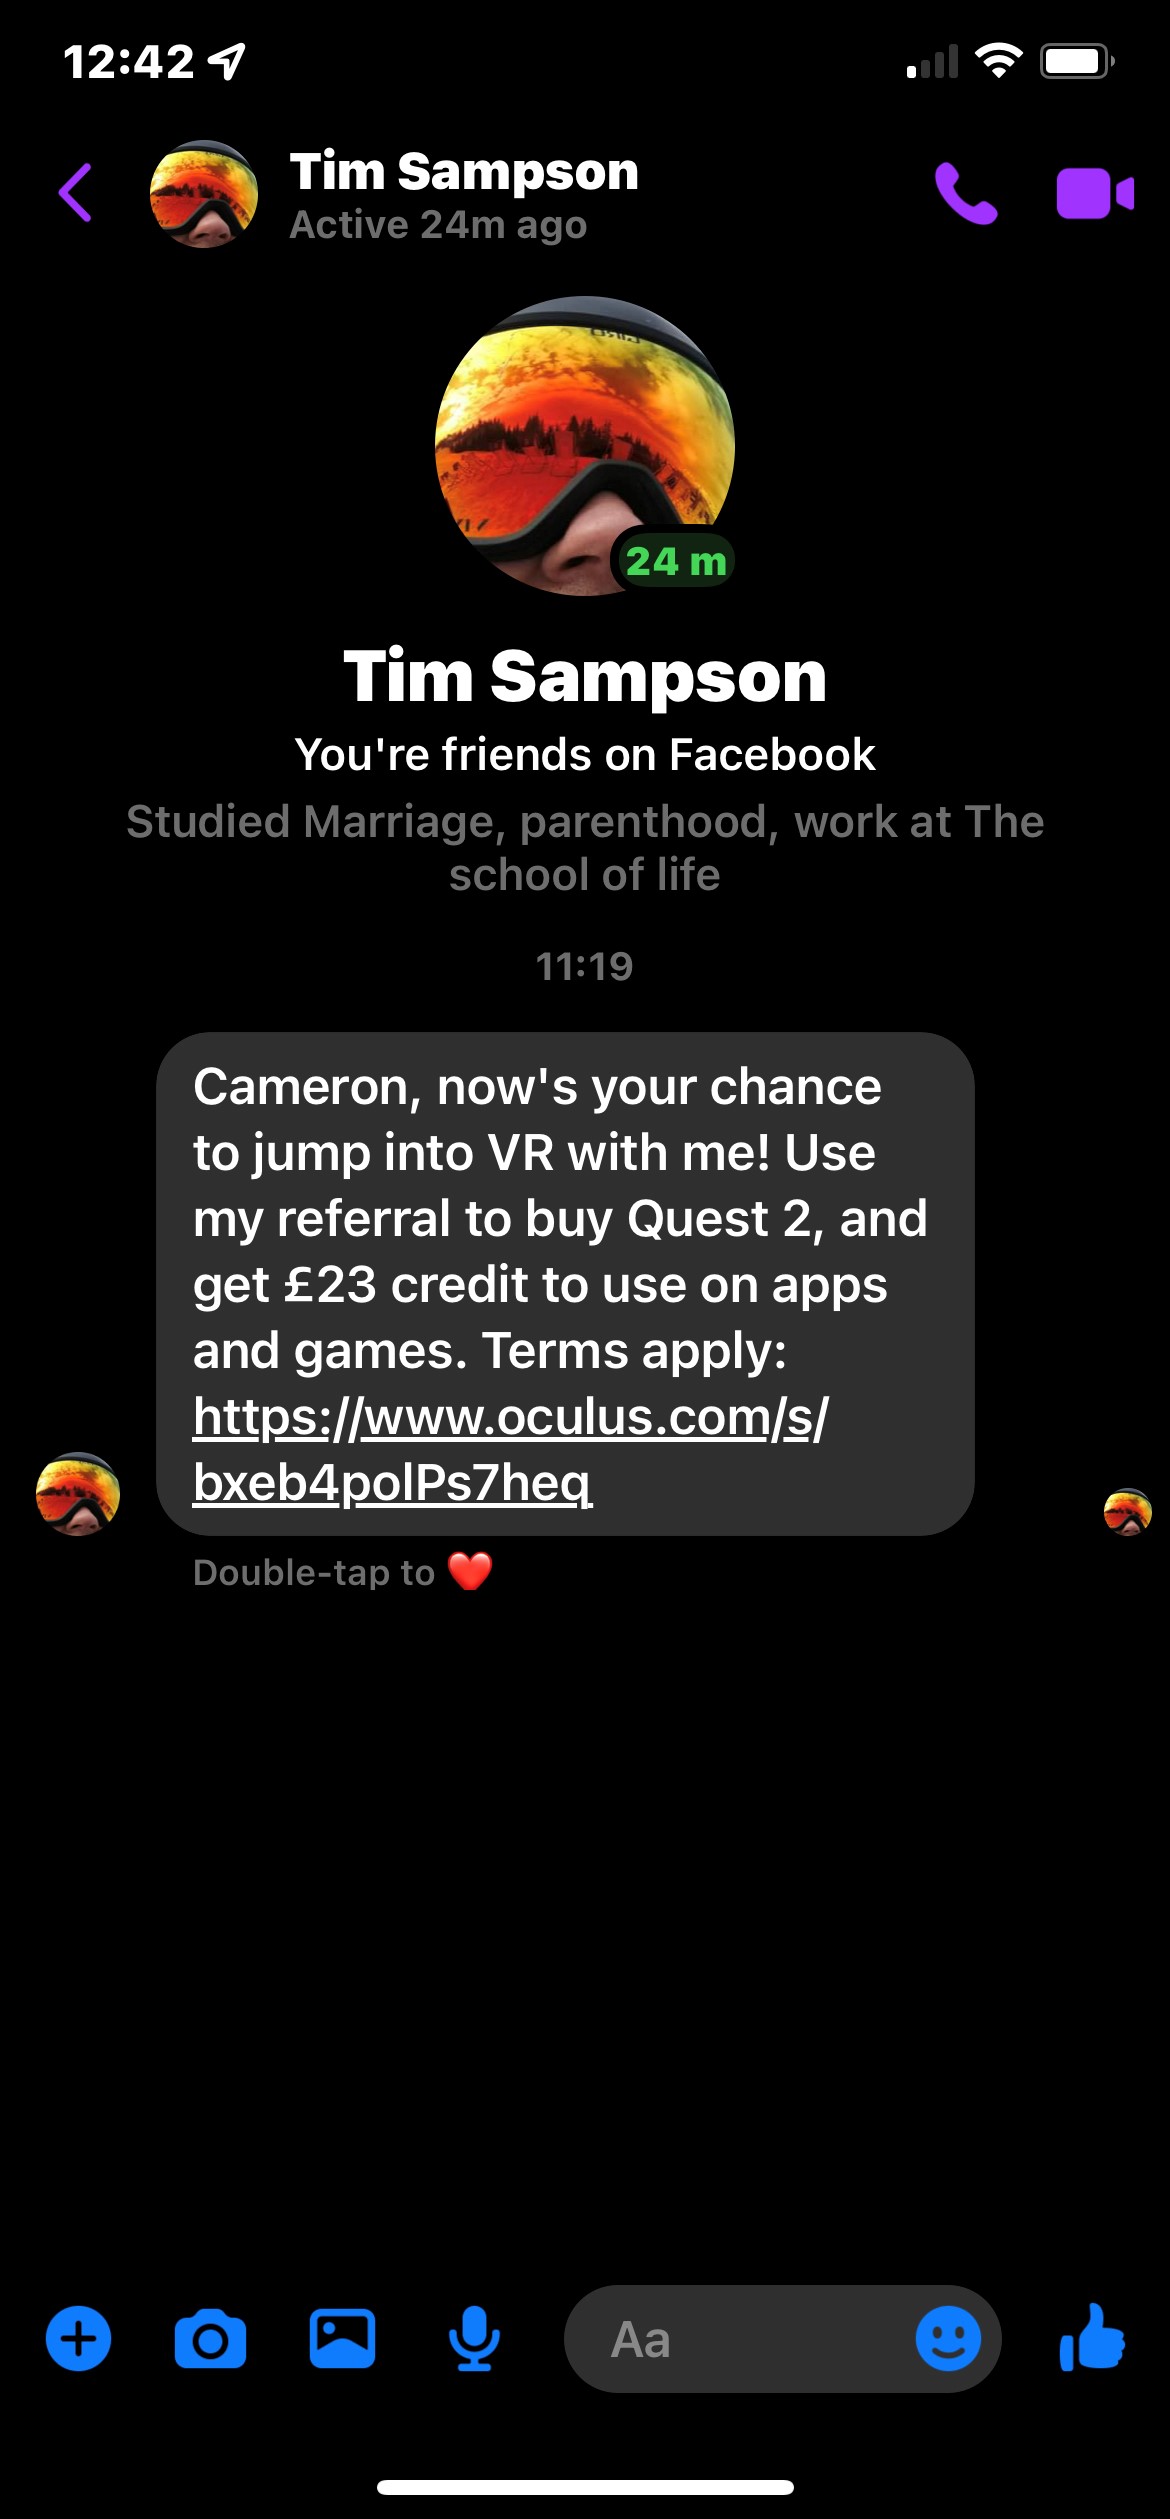 12:42
Tim Sampson
Active 24m ago
24 m
Tim Sampson
You're friends on Facebook
Studied Marriage, parenthood, work at The
school of life
11:19
Cameron, now's your chance
to jump into VR with me! Use
my referral to buy Quest 2, and
get £23 credit to use on apps
and games. Terms apply:
https://www.oculus.com/s/
bxeb4polPs7heq
Double-tap to ❤️
Aa